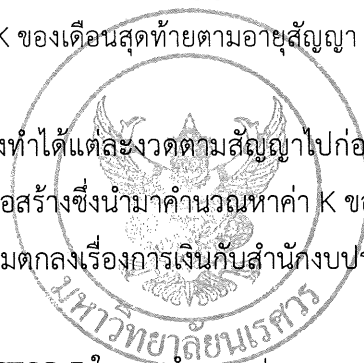 K ของเดือนสุดท้ายตามอายุสัญญา
งทำได้แต่ละงวดตามสัญญาไปก่อ
อสร้างซึ่งนำมาคำนวณหาค่า K ข
มตกลงเรื่องการเงินกับสำนักงบปร
มหาวิทยาลัยนเรศวร